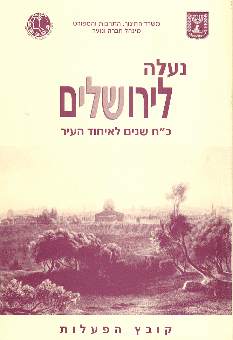 משרד החינוך, התרבות והספורט
מינהל חברה ונוער
נעלה
לירושלים
כ"ח שנים לאיחוד העיר
קובץ הפעלות